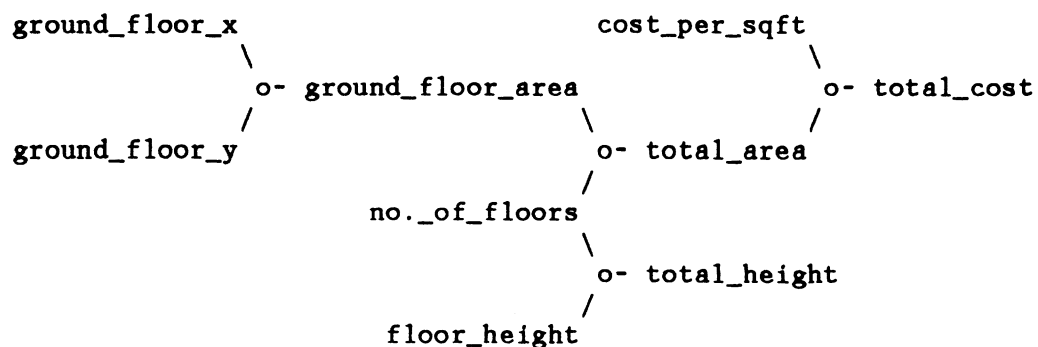 ground_floor_x cost_per_sqft
\ \
o- ground_floor_area o- total_cost
/ \ /
ground_floor_y o- total_area
/
no._of_floors
\
o- total_height
/
floor_height